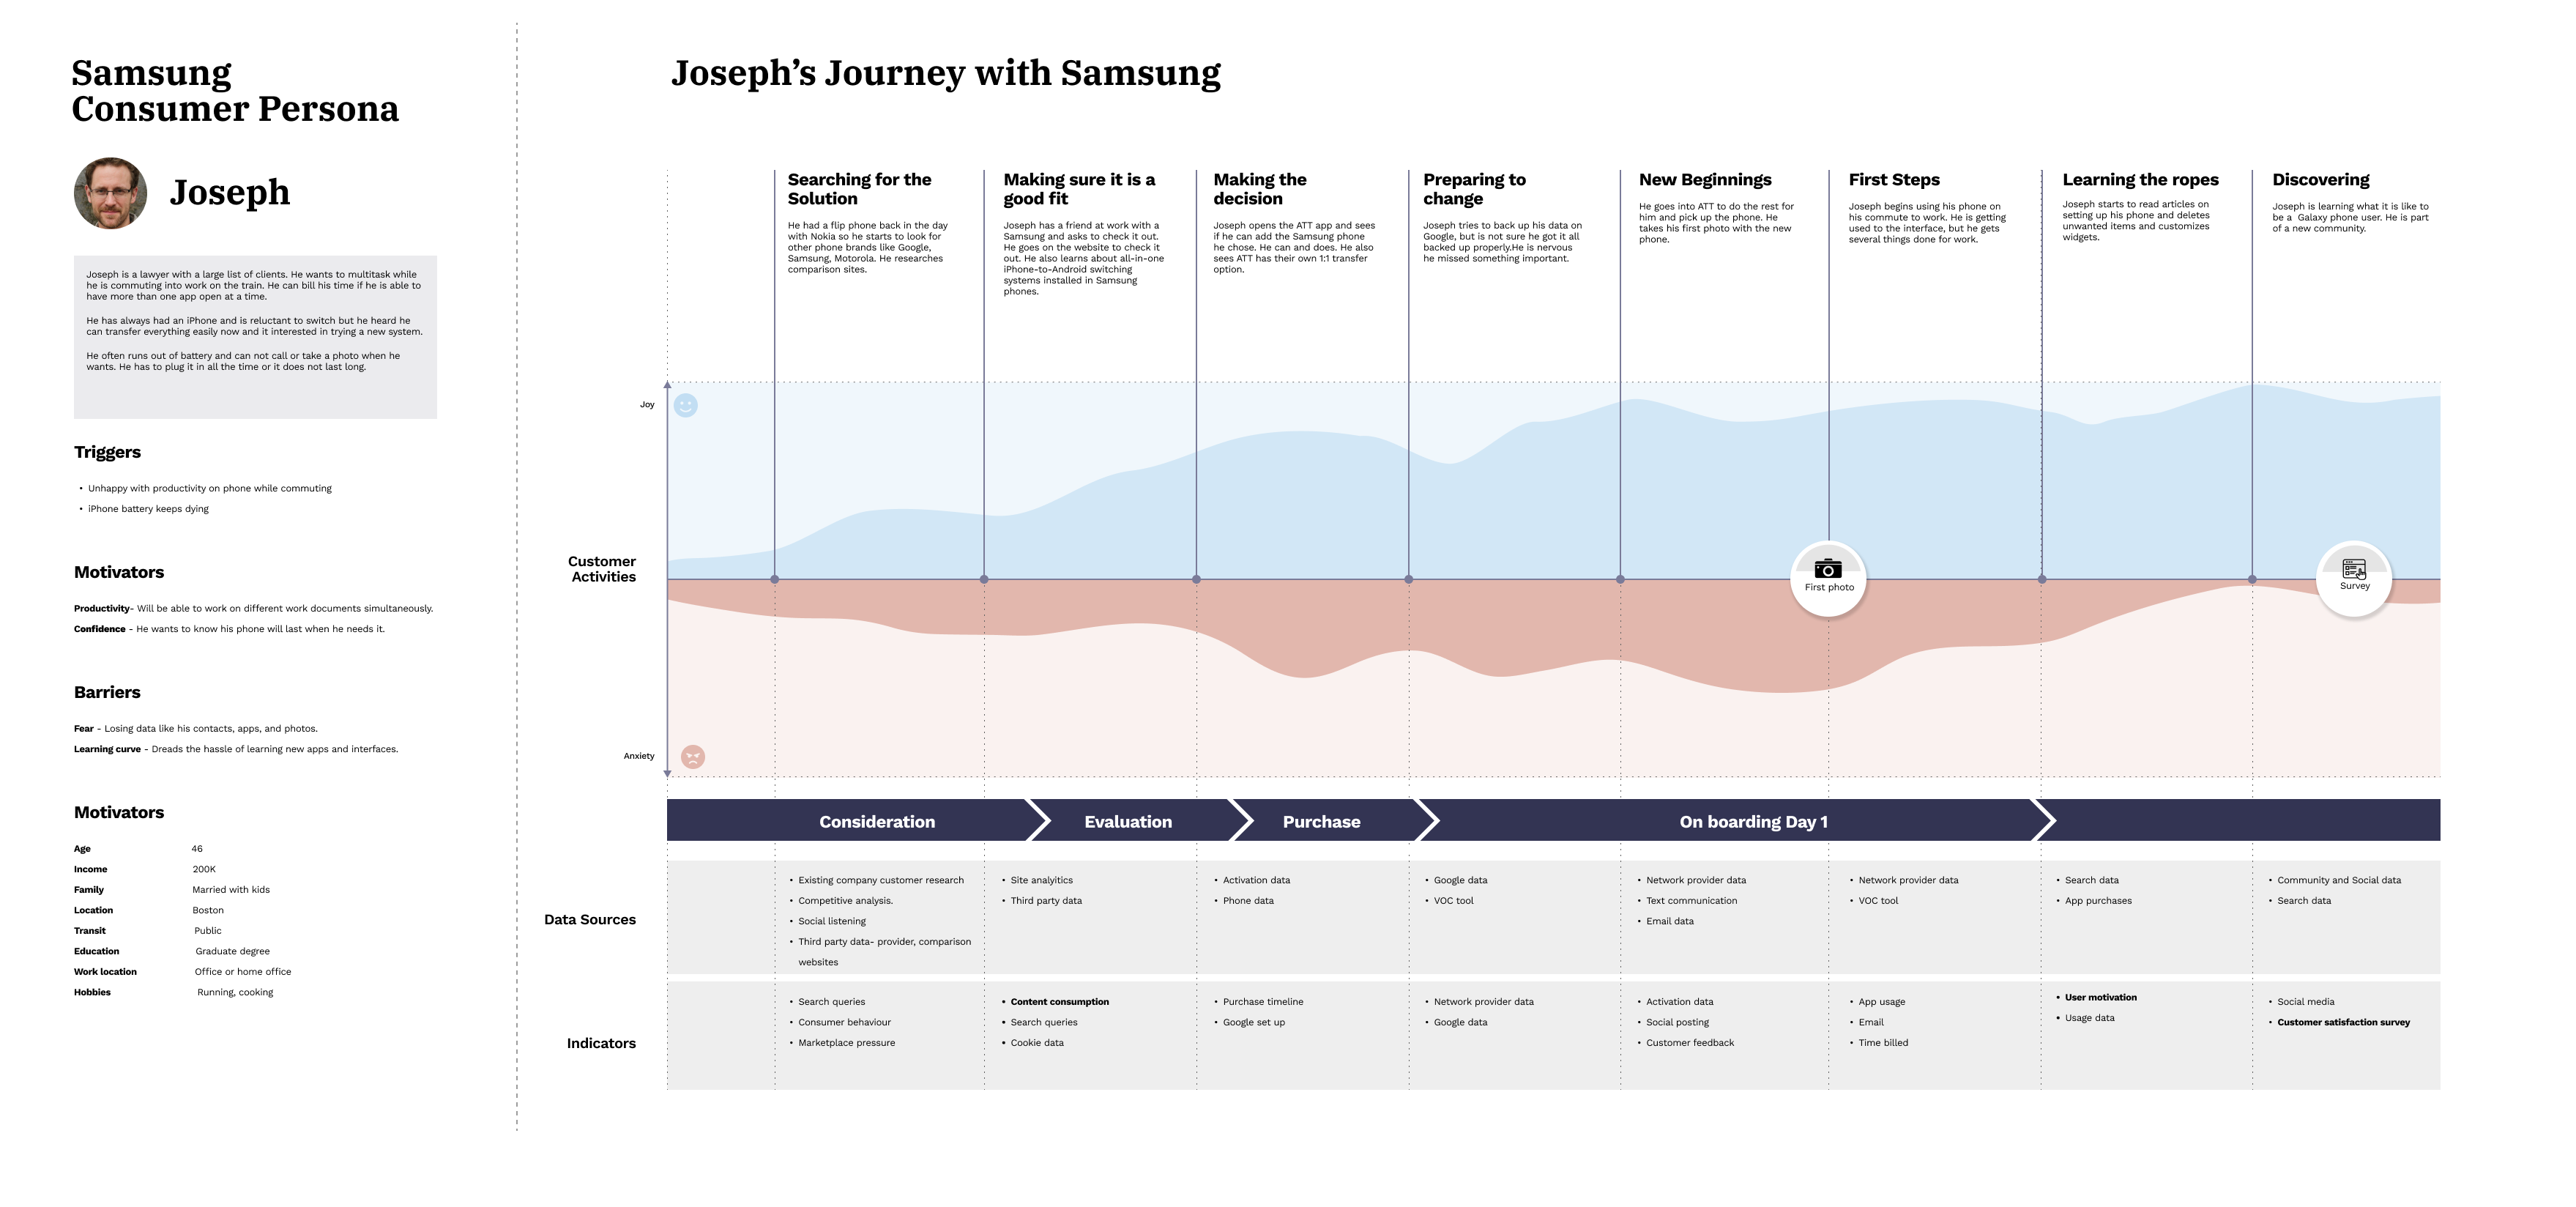 Samsung
Consumer Persona
Joseph
Joseph is a lawyer with a large list of clients. He wants to multitask while
he is commuting into work on the train. He can bill his time if he is able to
have more than one app open at a time.
He has always had an iPhone and is reluctant to switch but he heard he
can transfer everything easily now and it interested in trying a new system.
He often runs out of battery and can not call or take a photo when he
wants. He has to plug it in all the time or it does not last long.
Triggers
• Unhappy with productivity on phone while commuting
• iPhone battery keeps dying
Motivators
Productivity- Will be able to work on different work documents simultaneously.
Confidence - He wants to know his phone will last when he needs it.
Barriers
Fear - Losing data like his contacts, apps, and photos.
Learning curve - Dreads the hassle of learning new apps and interfaces.
Motivators
Age 46
Income 200K
Family Married with kids
Location Boston
Transit Public
Education Graduate degree
Work location Office or home office
Hobbies Running, cooking
Joseph's Journey with Samsung
Searching for the
Solution
He had a flip phone back in the day
with Nokia so he starts to look for
other phone brands like Google,
Samsung, Motorola. He researches
comparison sites.
Making sure it is a
good fit
Joseph has a friend at work with a
Samsung and asks to check it out.
He goes on the website to check it
out. He also learns about all-in-one
iPhone-to-Android switching
systems installed in Samsung
phones.
Making the
decision
Joseph opens the ATT app and sees
if he can add the Samsung phone
he chose. He can and does. He also
sees ATT has their own 1:1 transfer
option.
Preparing to
change
Joseph tries to back up his data on
Google, but is not sure he got it all
backed up properly.He is nervous
he missed something important.
New Beginnings
He goes into ATT to do the rest for
him and pick up the phone. He
takes his first photo with the new
phone.
First Steps
Joseph begins using his phone on
his commute to work. He is getting
used to the interface, but he gets
several things done for work.
Learning the ropes
Joseph starts to read articles on
setting up his phone and deletes
unwanted items and customizes
widgets.
Discovering
Joseph is learning what it is like to
be a Galaxy phone user. He is part
of a new community.
Joy
Customer
Activities
Anxiety
First photo
Survey
Consideration
Evaluation
Purchase
On boarding Day 1
Data Sources
• Existing company customer research
• Competitive analysis.
• Social listening
• Third party data- provider, comparison
websites
• Site analyitics
• Third party data
• Activation data
• Phone data
• Google data
• VOC tool
• Network provider data
• Text communication
• Email data
• Network provider data
• VOC tool
• Search data
• App purchases
• Community and Social data
• Search data
Indicators
• Search queries
• Consumer behaviour
• Marketplace pressure
• Content consumption
• Search queries
• Cookie data
• Purchase timeline
• Google set up
• Network provider data
• Google data
• Activation data
• Social posting
• Customer feedback
• App usage
• Email
• Time billed
• User motivation
• Usage data
• Social media
• Customer satisfaction survey